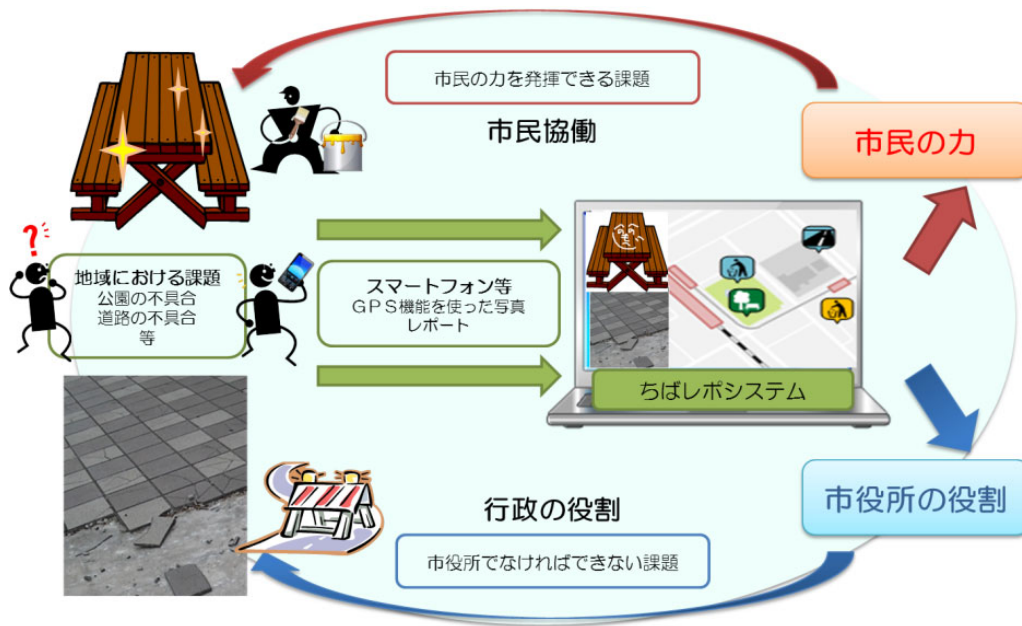 市民の力を発揮できる課題
市民協働
市民の力
?
地域における課題
公園の不具合
道路の不具合
等
スマートフォン等
GPS機能を使った写真
レポート
ちばレポシステム
行政の役割
市役所の役割
市役所でなければできない課題